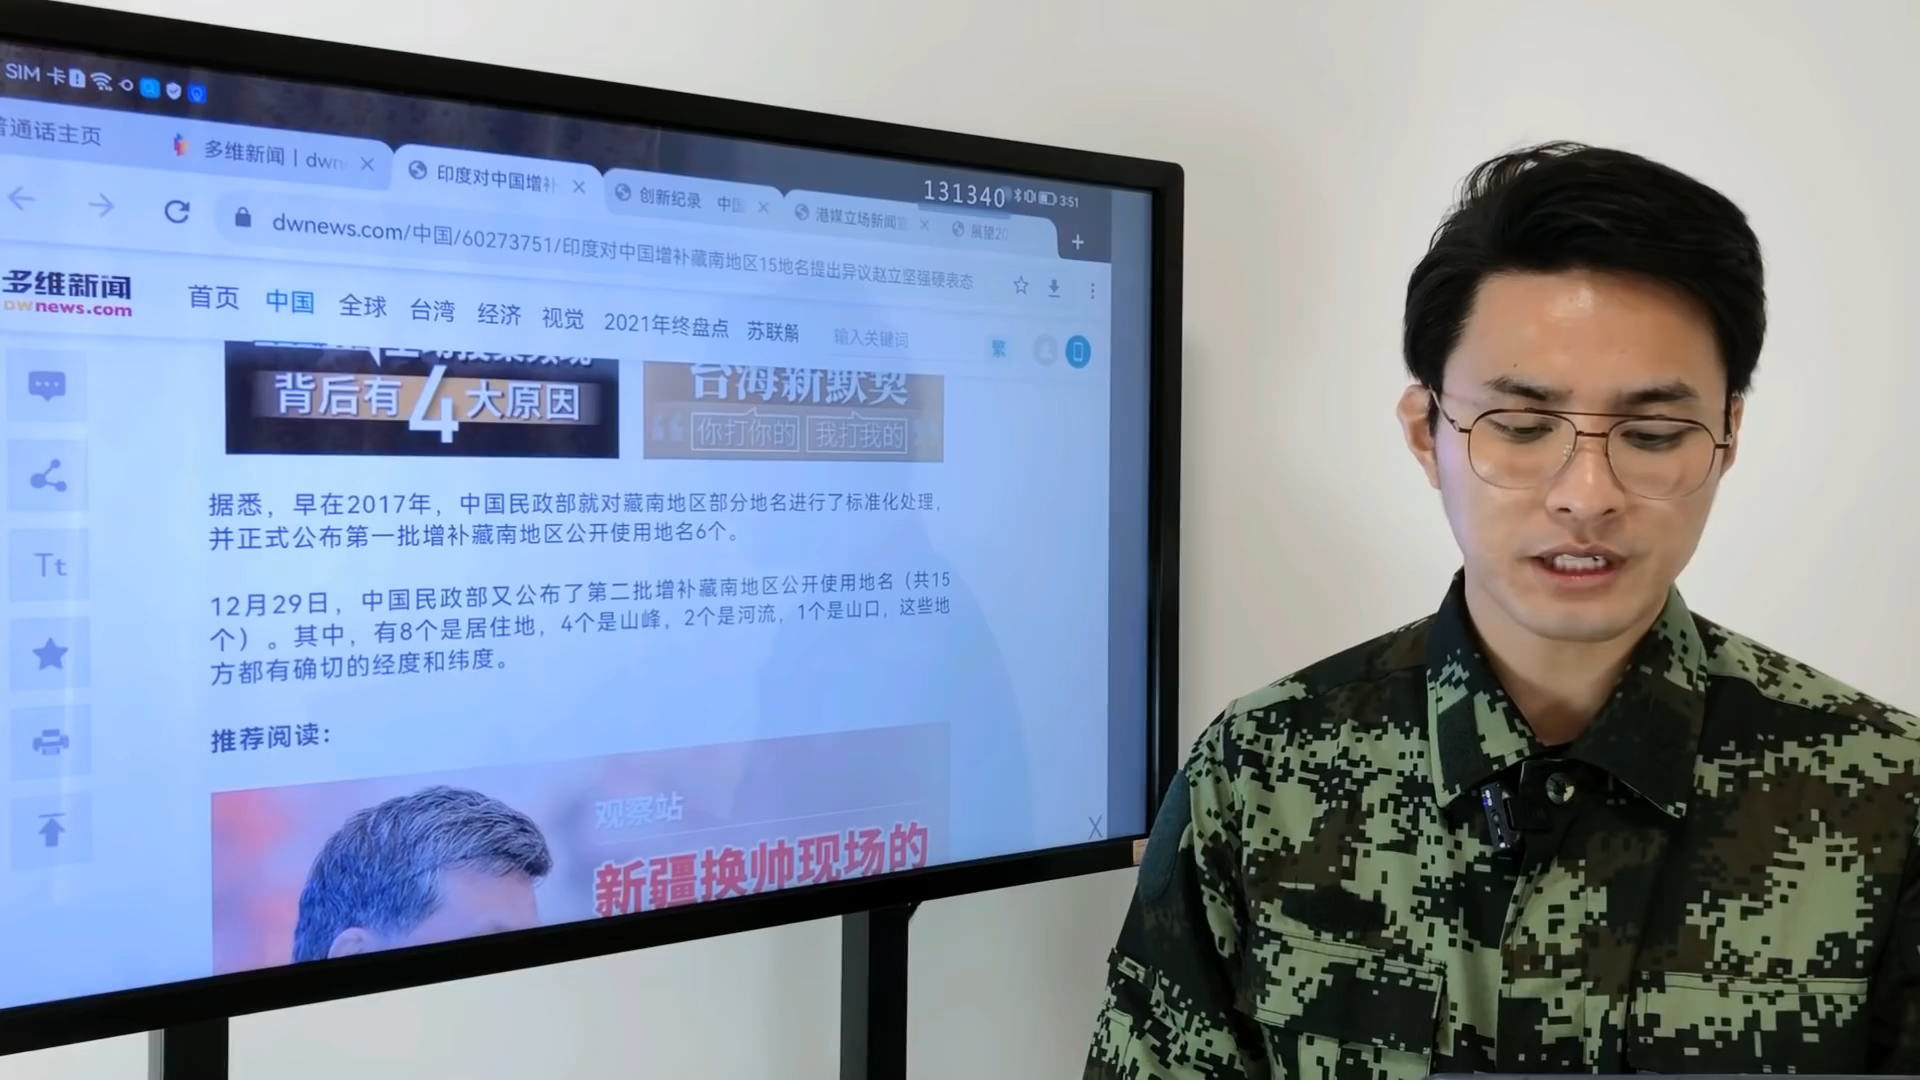 SIM 卡
131340
3:51
普通话主页
多维新闻 | dwn
印度对中国增补
创新纪录 中国
港媒立场新闻
展望20
dwnews.com/中国/60273751/印度对中国增补藏南地区15地名提出异议赵立坚强硬表态
多维新闻
DWnews.com
首页 中国 全球 台湾 经济 视觉 2021年终盘点 苏联解
输入关键词
繁
背后有4大原因
台海新默契
“你打你的 我打我的”
Tt
据悉，早在2017年，中国民政部就对藏南地区部分地名进行了标准化处理，
并正式公布第一批增补藏南地区公开使用地名6个。
12月29日，中国民政部又公布了第二批增补藏南地区公开使用地名（共15
个）。其中，有8个是居住地，4个是山峰，2个是河流，1个是山口，这些地
方都有确切的经度和纬度。
推荐阅读：
观察站
新疆换帅现场的